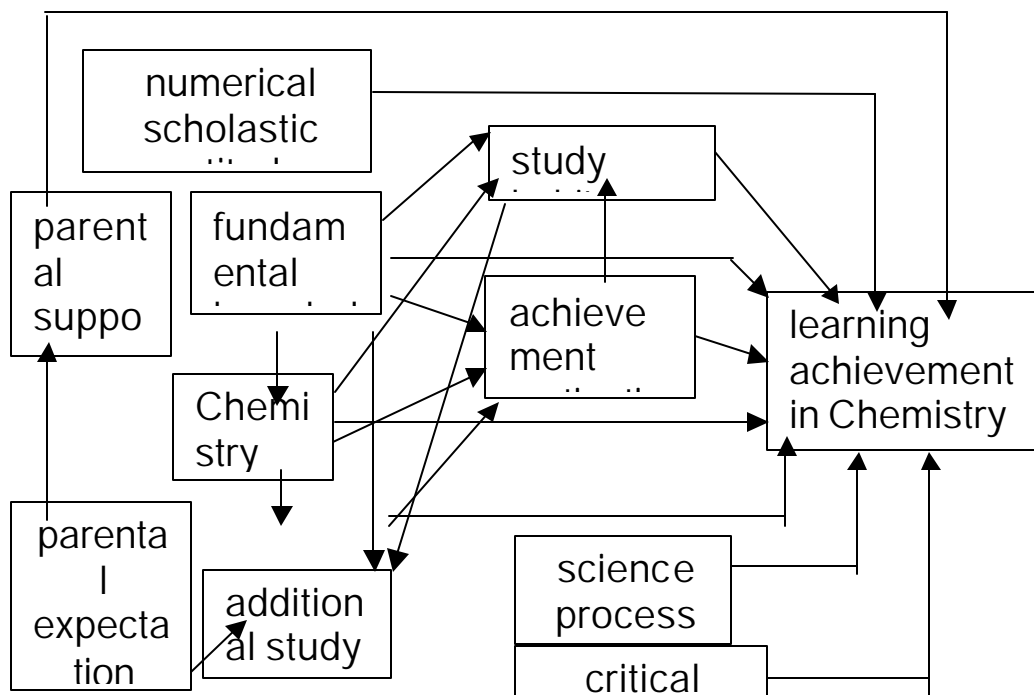 numerical
scholastic
study
parent
al
suppo
fundam
ental
achieve
ment
learning
achievement
in Chemistry
Chemi
stry
parenta
l
expecta
tion
addition
al study
science
process
critical